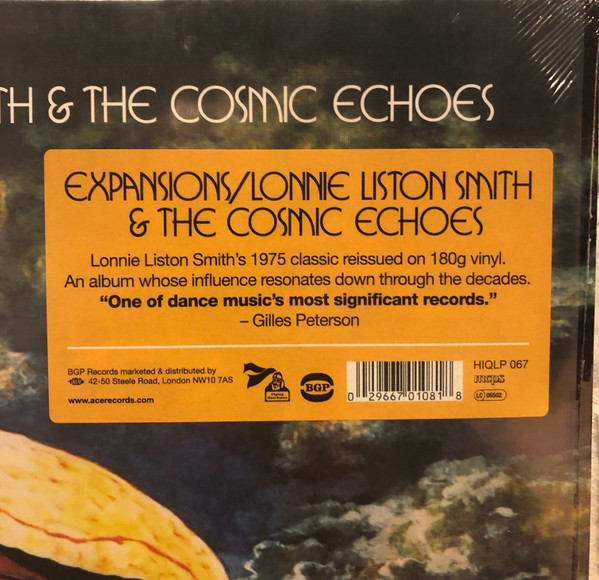 TH & THE COSMIC ECHOES
EXPANSIONS/LONNIE LISTON SMITH
& THE COSMIC ECHOES
Lonnie Liston Smith's 1975 classic reissued on 180g vinyl.
An album whose influence resonates down through the decades.
“One of dance music's most significant records.”
– Gilles Peterson
BGP Records marketed & distributed by
42-50 Steele Road, London NW10 7AS
www.acerecords.com
BGP
0 29667 01081 8
HIQLP 067
mcps
LC 05502